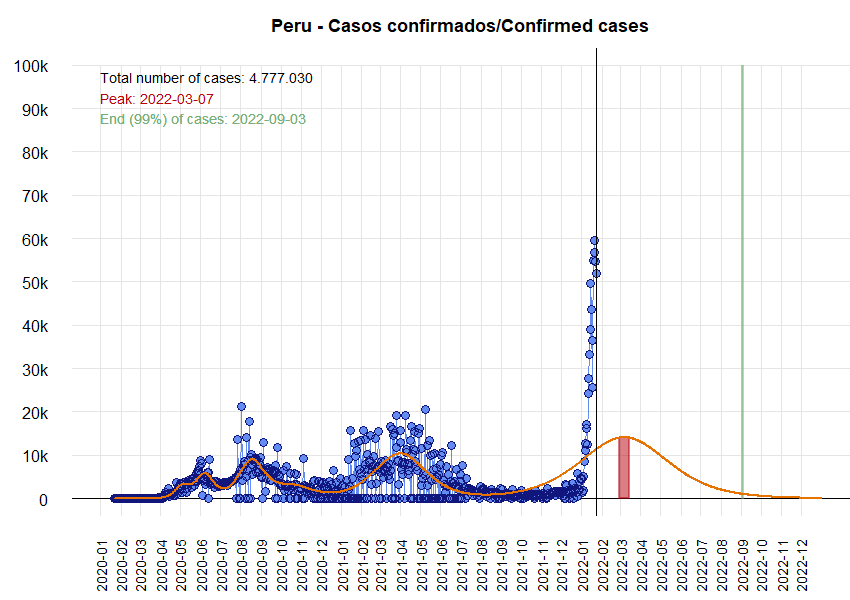 Peru - Casos confirmados/Confirmed cases
100k
90k
80k
70k
60k
50k
40k
30k
20k
10k
0
Total number of cases: 4.777.030
Peak: 2022-03-07
End (99%) of cases: 2022-09-03
2020-01
2020-02
2020-03
2020-04
2020-05
2020-06
2020-07
2020-08
2020-09
2020-10
2020-11
2020-12
2021-01
2021-02
2021-03
2021-04
2021-05
2021-06
2021-07
2021-08
2021-09
2021-10
2021-11
2021-12
2022-01
2022-02
2022-03
2022-04
2022-05
2022-06
2022-07
2022-08
2022-09
2022-10
2022-11
2022-12